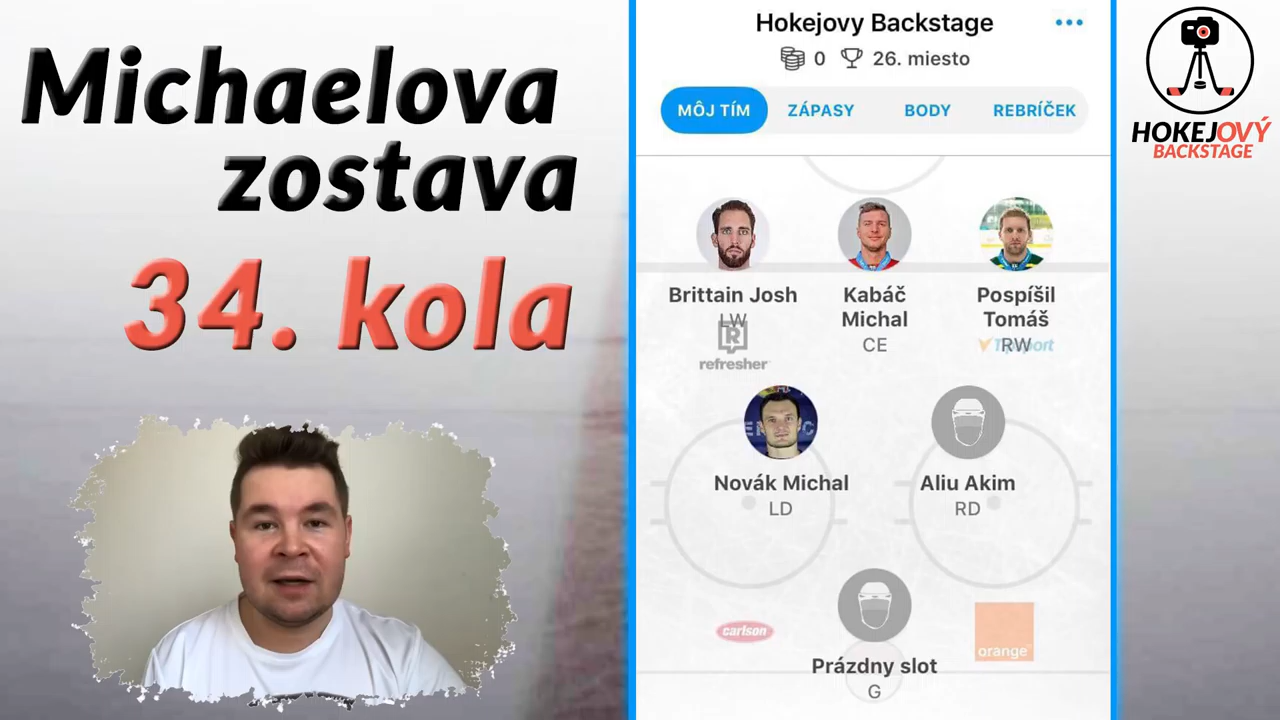 Michaelova
zostava
34. kola
Hokejovy Backstage
0 26. miesto
MÔJ TÍM ZÁPASY BODY REBRÍČEK
HOKEJOVÝ
BACKSTAGE
Brittain Josh
LW
Kabáč
Michal
CE
Pospíšil
Tomáš
RW
R
refresher
Novák Michal
LD
Aliu Akim
RD
carlson
orange
Prázdny slot
G